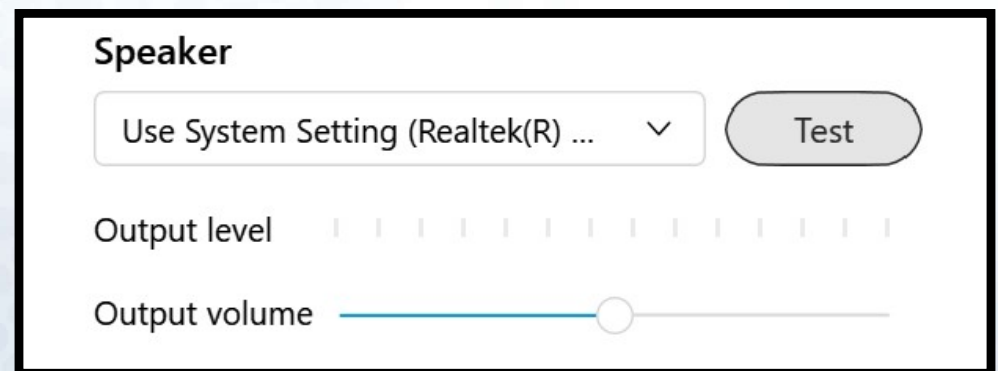 Speaker
Use System Setting (Realtek(R) ...
Test
Output level
Output volume